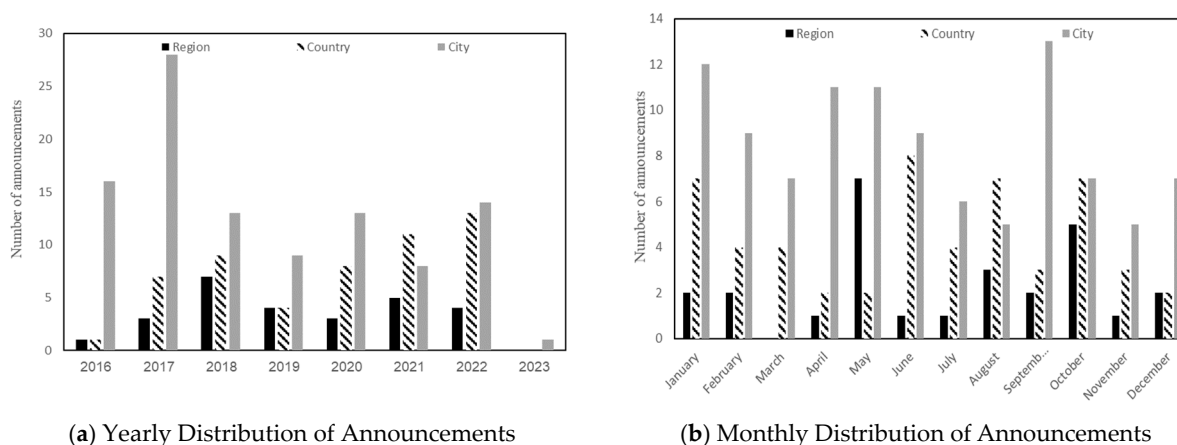 30
25
20
15
10
5
0
Number of announcements
Region Country City
2016 2017 2018 2019 2020 2021 2022 2023
(a) Yearly Distribution of Announcements
14
12
10
8
6
4
2
0
Number of announcements
Region Country City
January February March April May June July August Septemb... October November December
(b) Monthly Distribution of Announcements